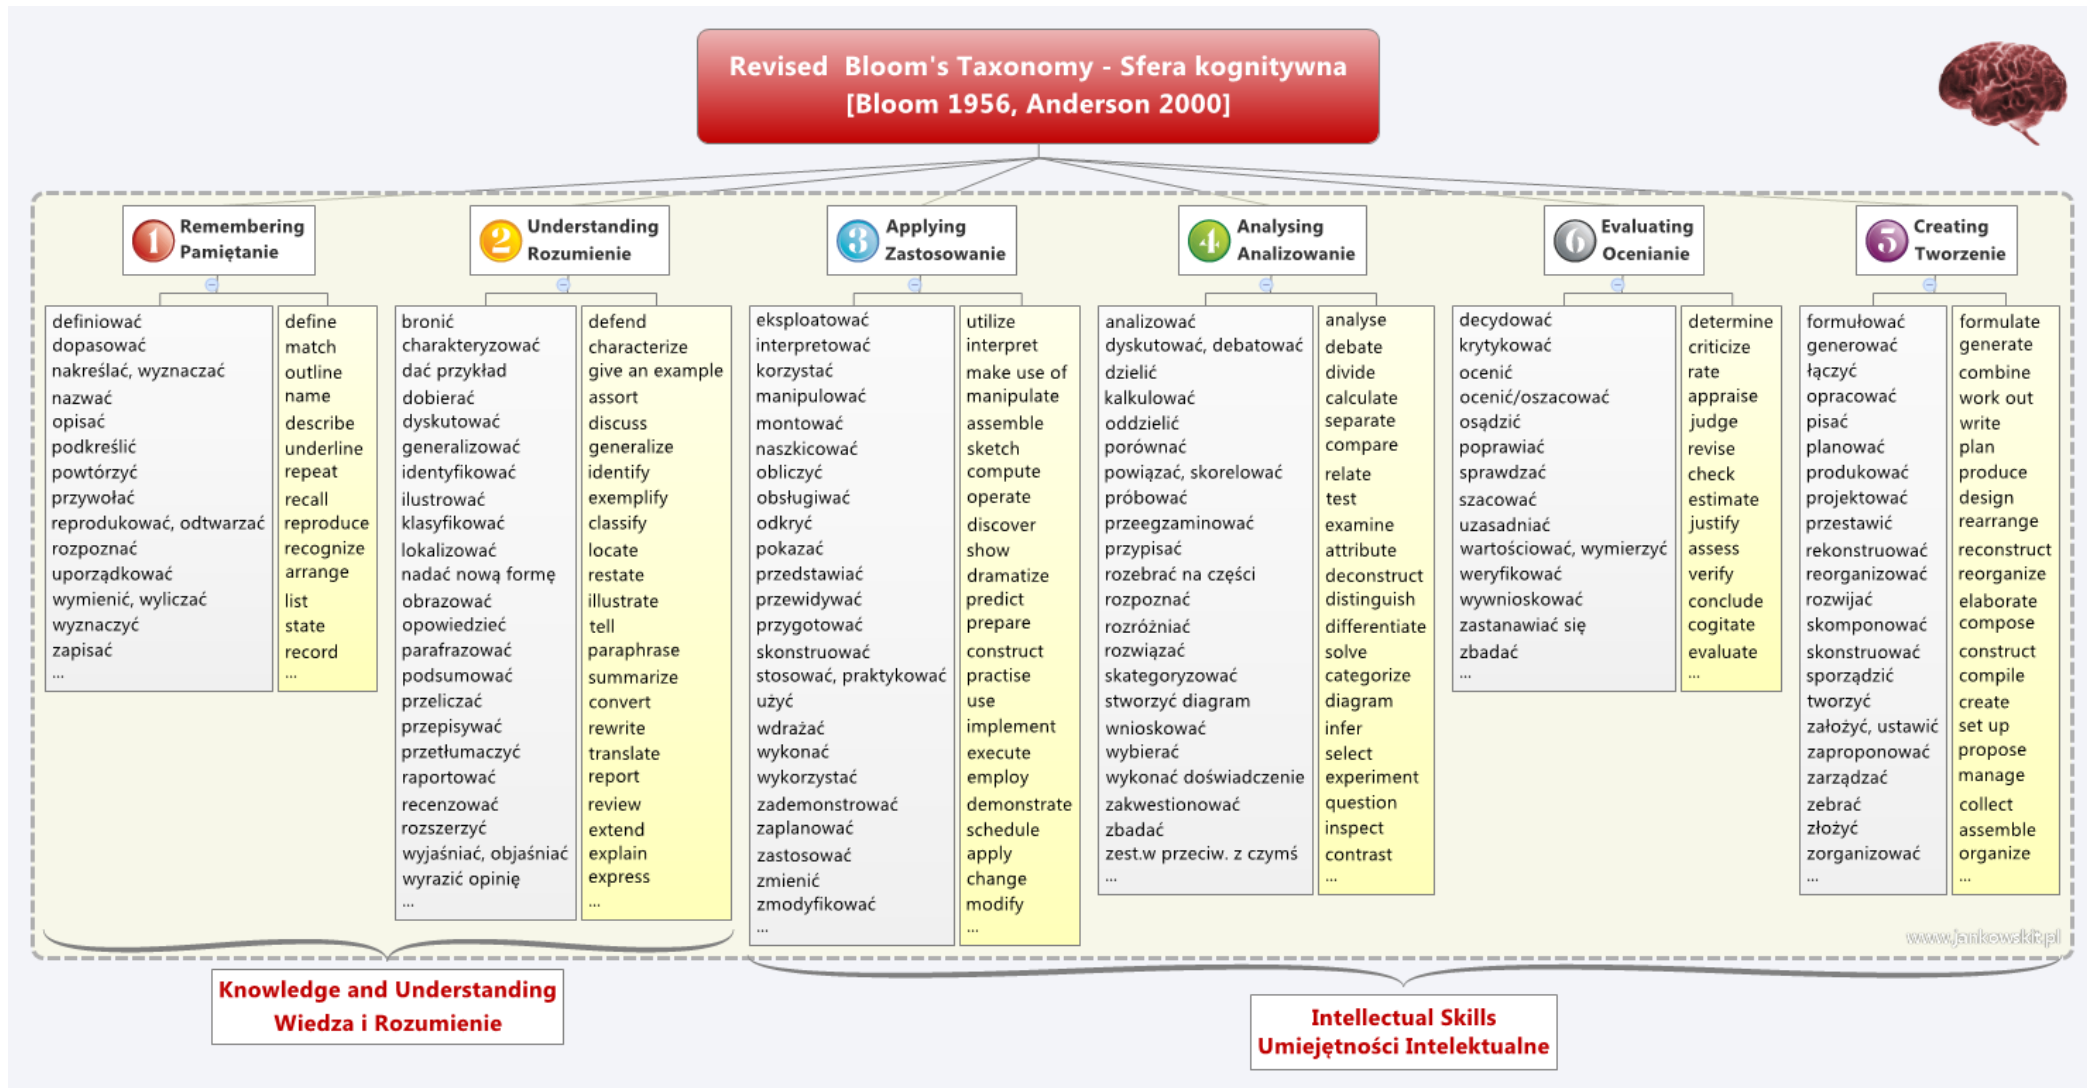 Revised Bloom's Taxonomy - Sfera kognitywna
[Bloom 1956, Anderson 2000]
1
Remembering
Pamiętanie
definiować
dopasować
nakreślać, wyznaczać
nazwać
opisać
podkreślić
powtórzyć
przywołać
reprodukować, odtwarzać
rozpoznać
uporządkować
wymienić, wyliczać
wyznaczyć
zapisać
...
define
match
outline
name
describe
underline
repeat
recall
reproduce
recognize
arrange
list
state
record
...
2
Understanding
Rozumienie
bronić
charakteryzować
dać przykład
dobierać
dyskutować
generalizować
identyfikować
ilustrować
klasyfikować
lokalizować
nadać nową formę
obrazować
opowiedzieć
parafrazować
podsumować
przeliczać
przepisywać
przetłumaczyć
raportować
recenzować
rozszerzyć
wyjaśniać, objaśniać
wyrazić opinię
...
defend
characterize
give an example
assort
discuss
generalize
identify
exemplify
classify
locate
restate
illustrate
tell
paraphrase
summarize
convert
rewrite
translate
report
review
extend
explain
express
...
3
Applying
Zastosowanie
eksploatować
interpretować
korzystać
manipulować
montować
naszkicować
obliczyć
obsługiwać
odkryć
pokazać
przedstawiać
przewidywać
przygotować
skonstruować
stosować, praktykować
użyć
wdrażać
wykonać
wykorzystać
zademonstrować
zaplanować
zastosować
zmienić
zmodyfikować
...
utilize
interpret
make use of
manipulate
assemble
sketch
compute
operate
discover
show
dramatize
predict
prepare
construct
practise
use
implement
execute
employ
demonstrate
schedule
apply
change
modify
...
4
Analysing
Analizowanie
analizować
dyskutować, debatować
dzielić
kalkulować
oddzielić
porównać
powiązać, skorelować
próbować
przeegzaminować
przypisać
rozebrać na części
rozpoznać
rozróżniać
rozwiązać
skategoryzować
stworzyć diagram
wnioskować
wybierać
wykonać doświadczenie
zakwestionować
zbadać
zest.w przeciw. z czymś
...
analyse
debate
divide
calculate
separate
compare
relate
test
examine
attribute
deconstruct
distinguish
differentiate
solve
categorize
diagram
infer
select
experiment
question
inspect
contrast
...
6
Evaluating
Ocenianie
decydować
krytykować
ocenić
ocenić/oszacować
osądzić
poprawiać
sprawdzać
szacować
uzasadniać
wartościować, wymierzyć
weryfikować
wywnioskować
zastanawiać się
zbadać
...
determine
criticize
rate
appraise
judge
revise
check
estimate
justify
assess
verify
conclude
cogitate
evaluate
...
5
Creating
Tworzenie
formułować
generować
łączyć
opracować
pisać
planować
produkować
projektować
przestawić
rekonstruować
reorganizować
rozwijać
skomponować
skonstruować
sporządzić
tworzyć
założyć, ustawić
zaproponować
zarządzać
zebrać
złożyć
zorganizować
...
formulate
generate
combine
work out
write
plan
produce
design
rearrange
reconstruct
reorganize
elaborate
compose
construct
compile
create
set up
propose
manage
collect
assemble
organize
...
www.jankowskit.pl
Knowledge and Understanding
Wiedza i Rozumienie
Intellectual Skills
Umiejętności Intelektualne